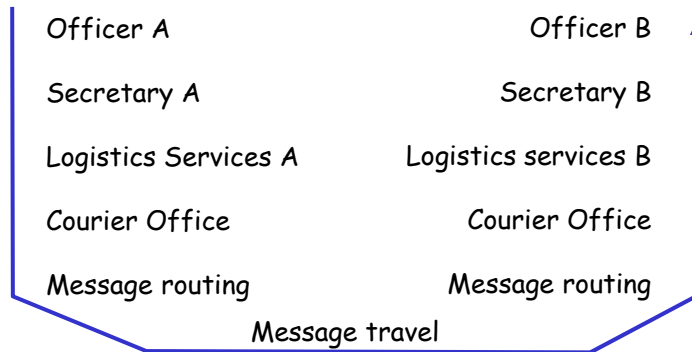 Officer A Officer B
Secretary A Secretary B
Logistics Services A Logistics services B
Courier Office Courier Office
Message routing Message routing
Message travel